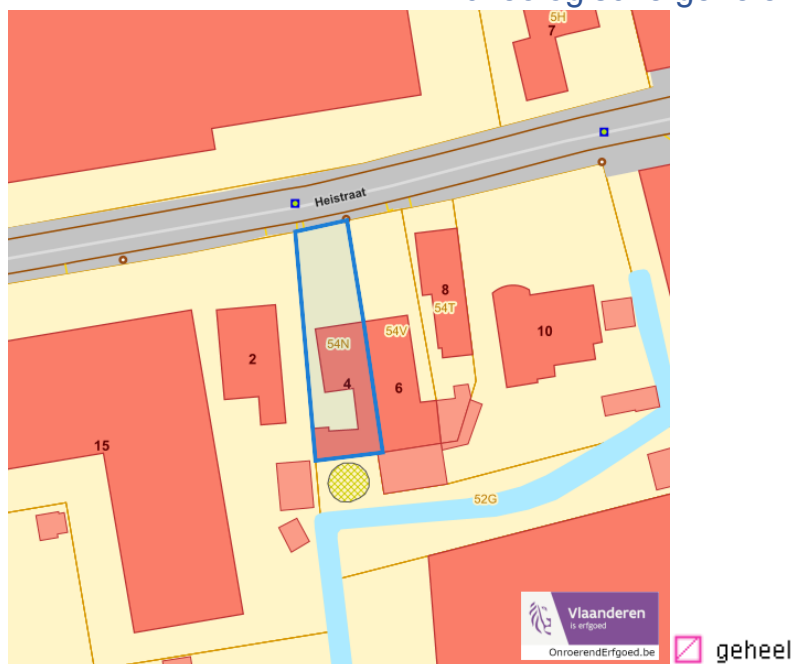 5H
7
Heistraat
8
54T
54V
54N
2
10
4
6
15
52G
Vlaanderen
is erfgoed
OnroerendErfgoed.be
geheel